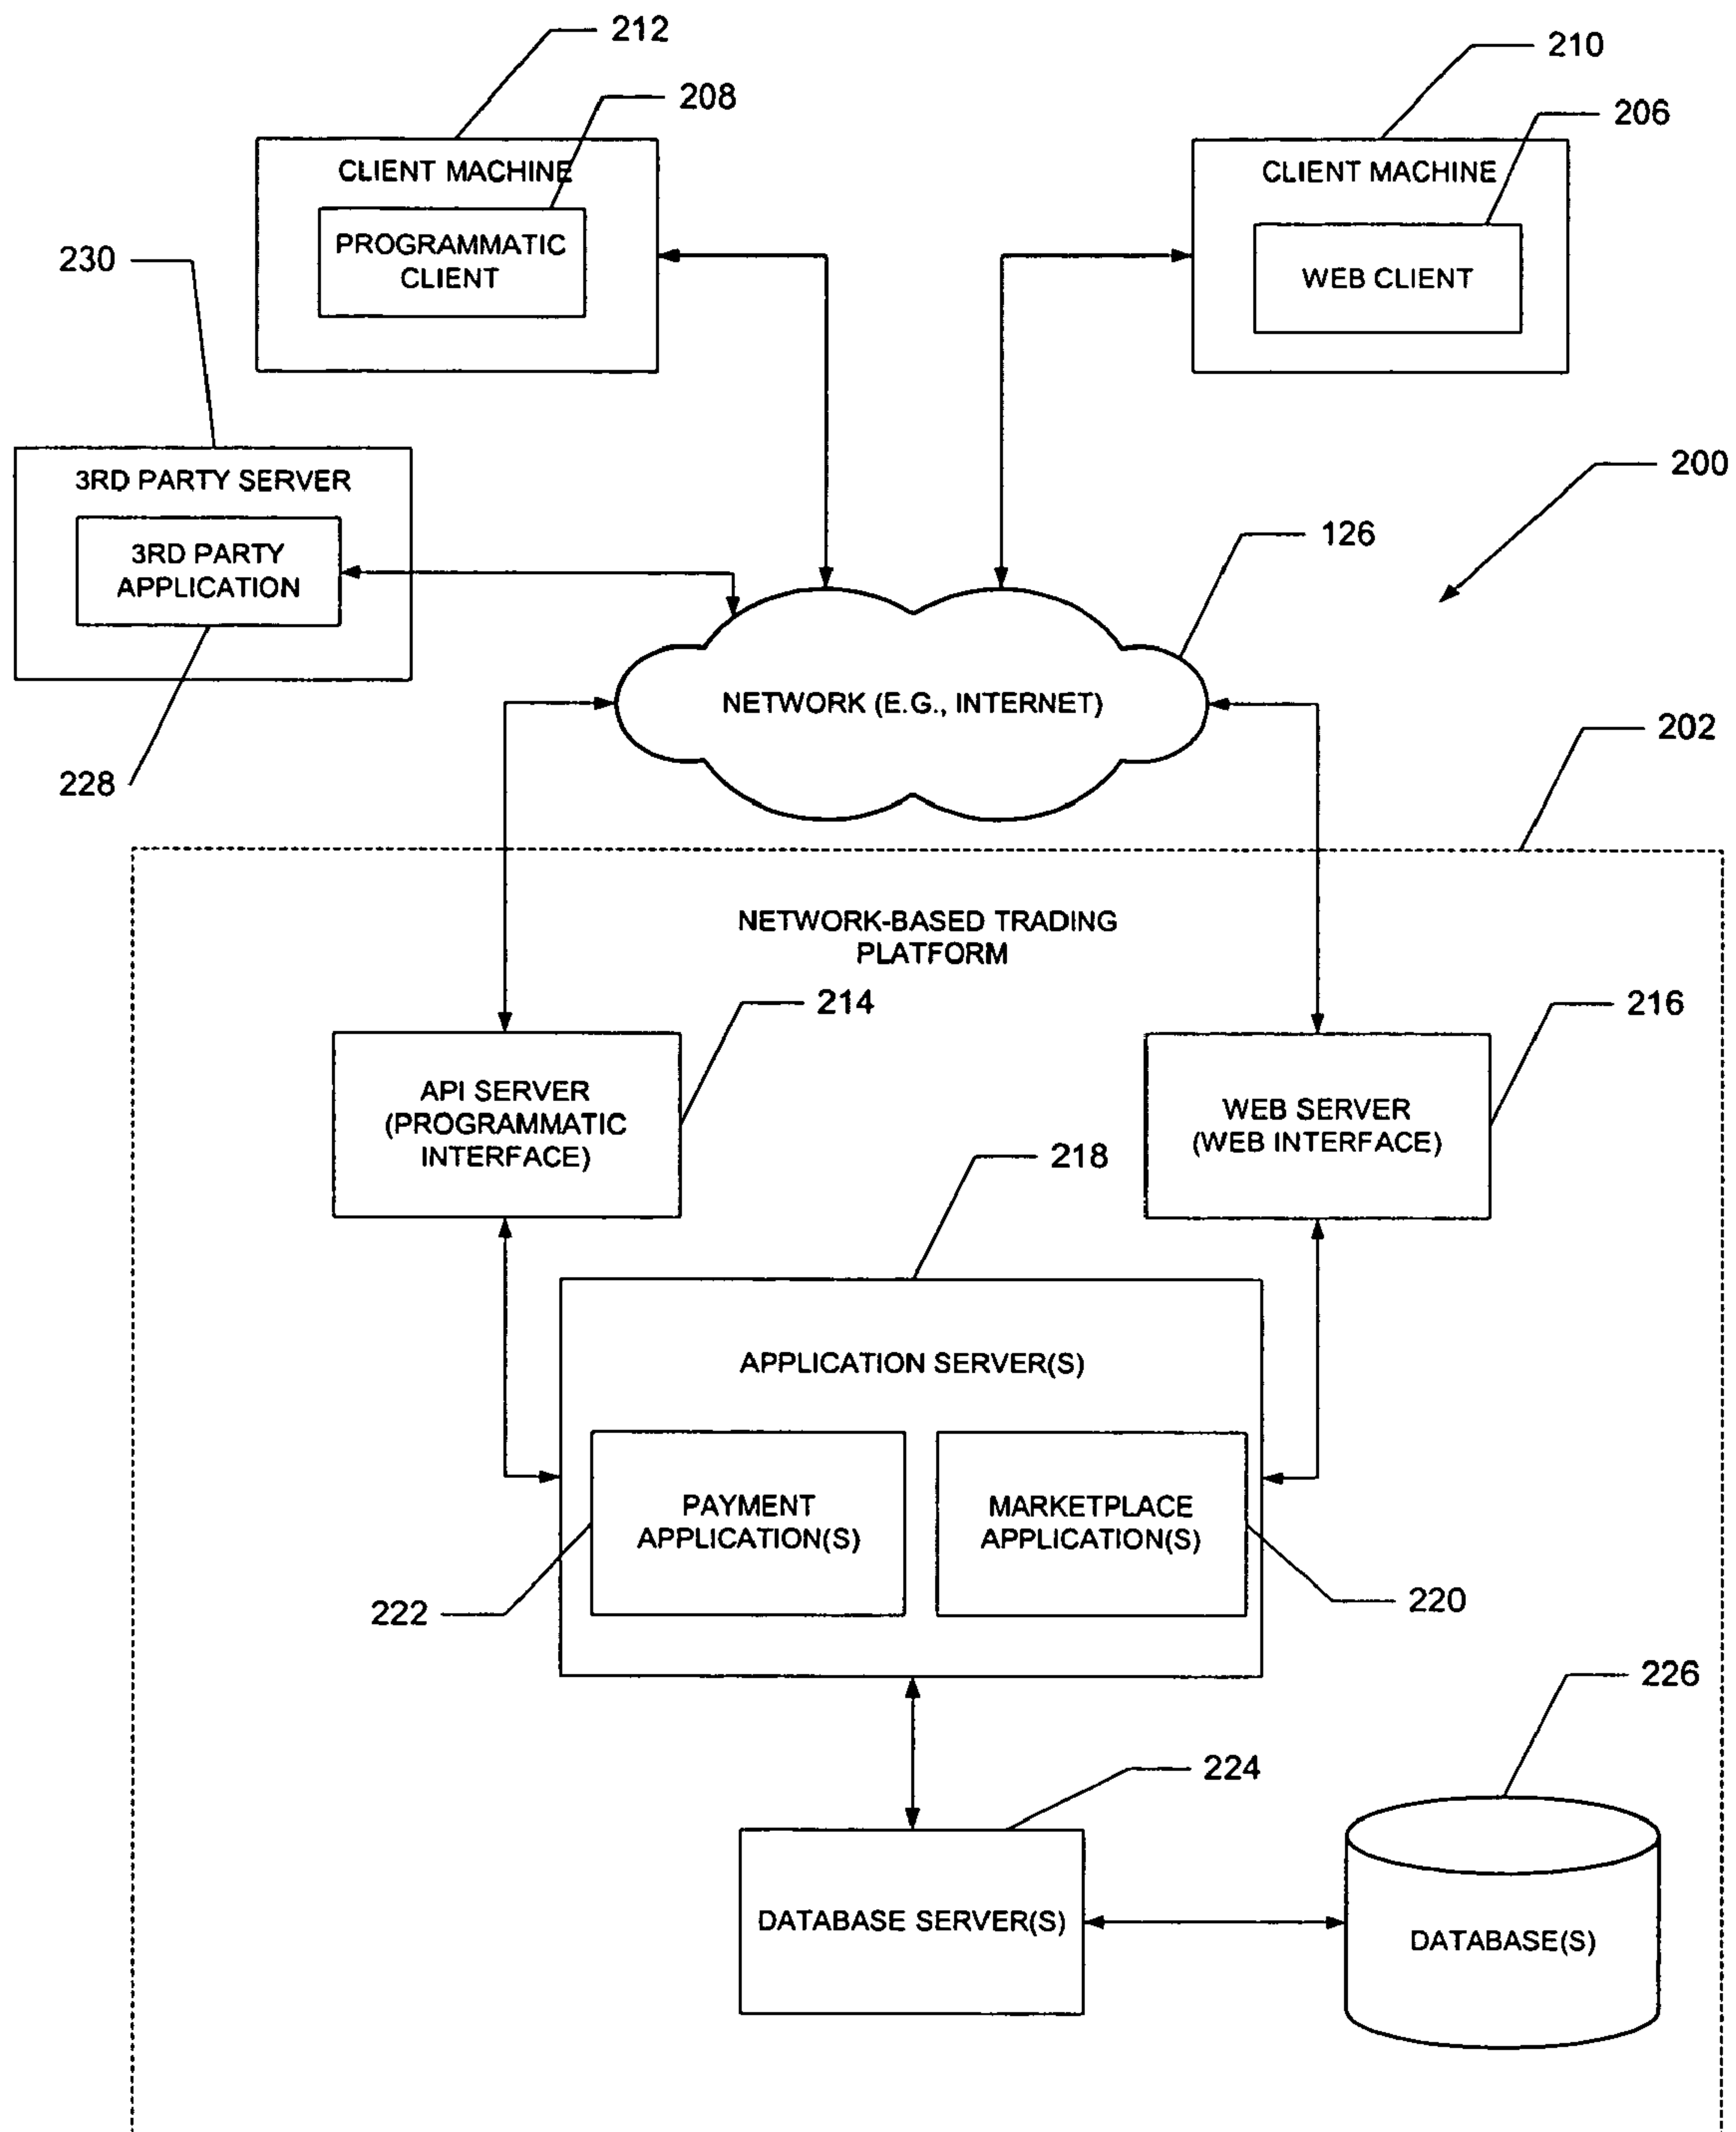 212
210
208
206
CLIENT MACHINE
CLIENT MACHINE
PROGRAMMATIC
CLIENT
WEB CLIENT
230
3RD PARTY SERVER
200
3RD PARTY
APPLICATION
126
228
NETWORK (E.G., INTERNET)
202
NETWORK-BASED TRADING
PLATFORM
214
216
API SERVER
(PROGRAMMATIC
INTERFACE)
WEB SERVER
(WEB INTERFACE)
218
APPLICATION SERVER(S)
PAYMENT
APPLICATION(S)
MARKETPLACE
APPLICATION(S)
222
220
226
224
DATABASE SERVER(S)
DATABASE(S)